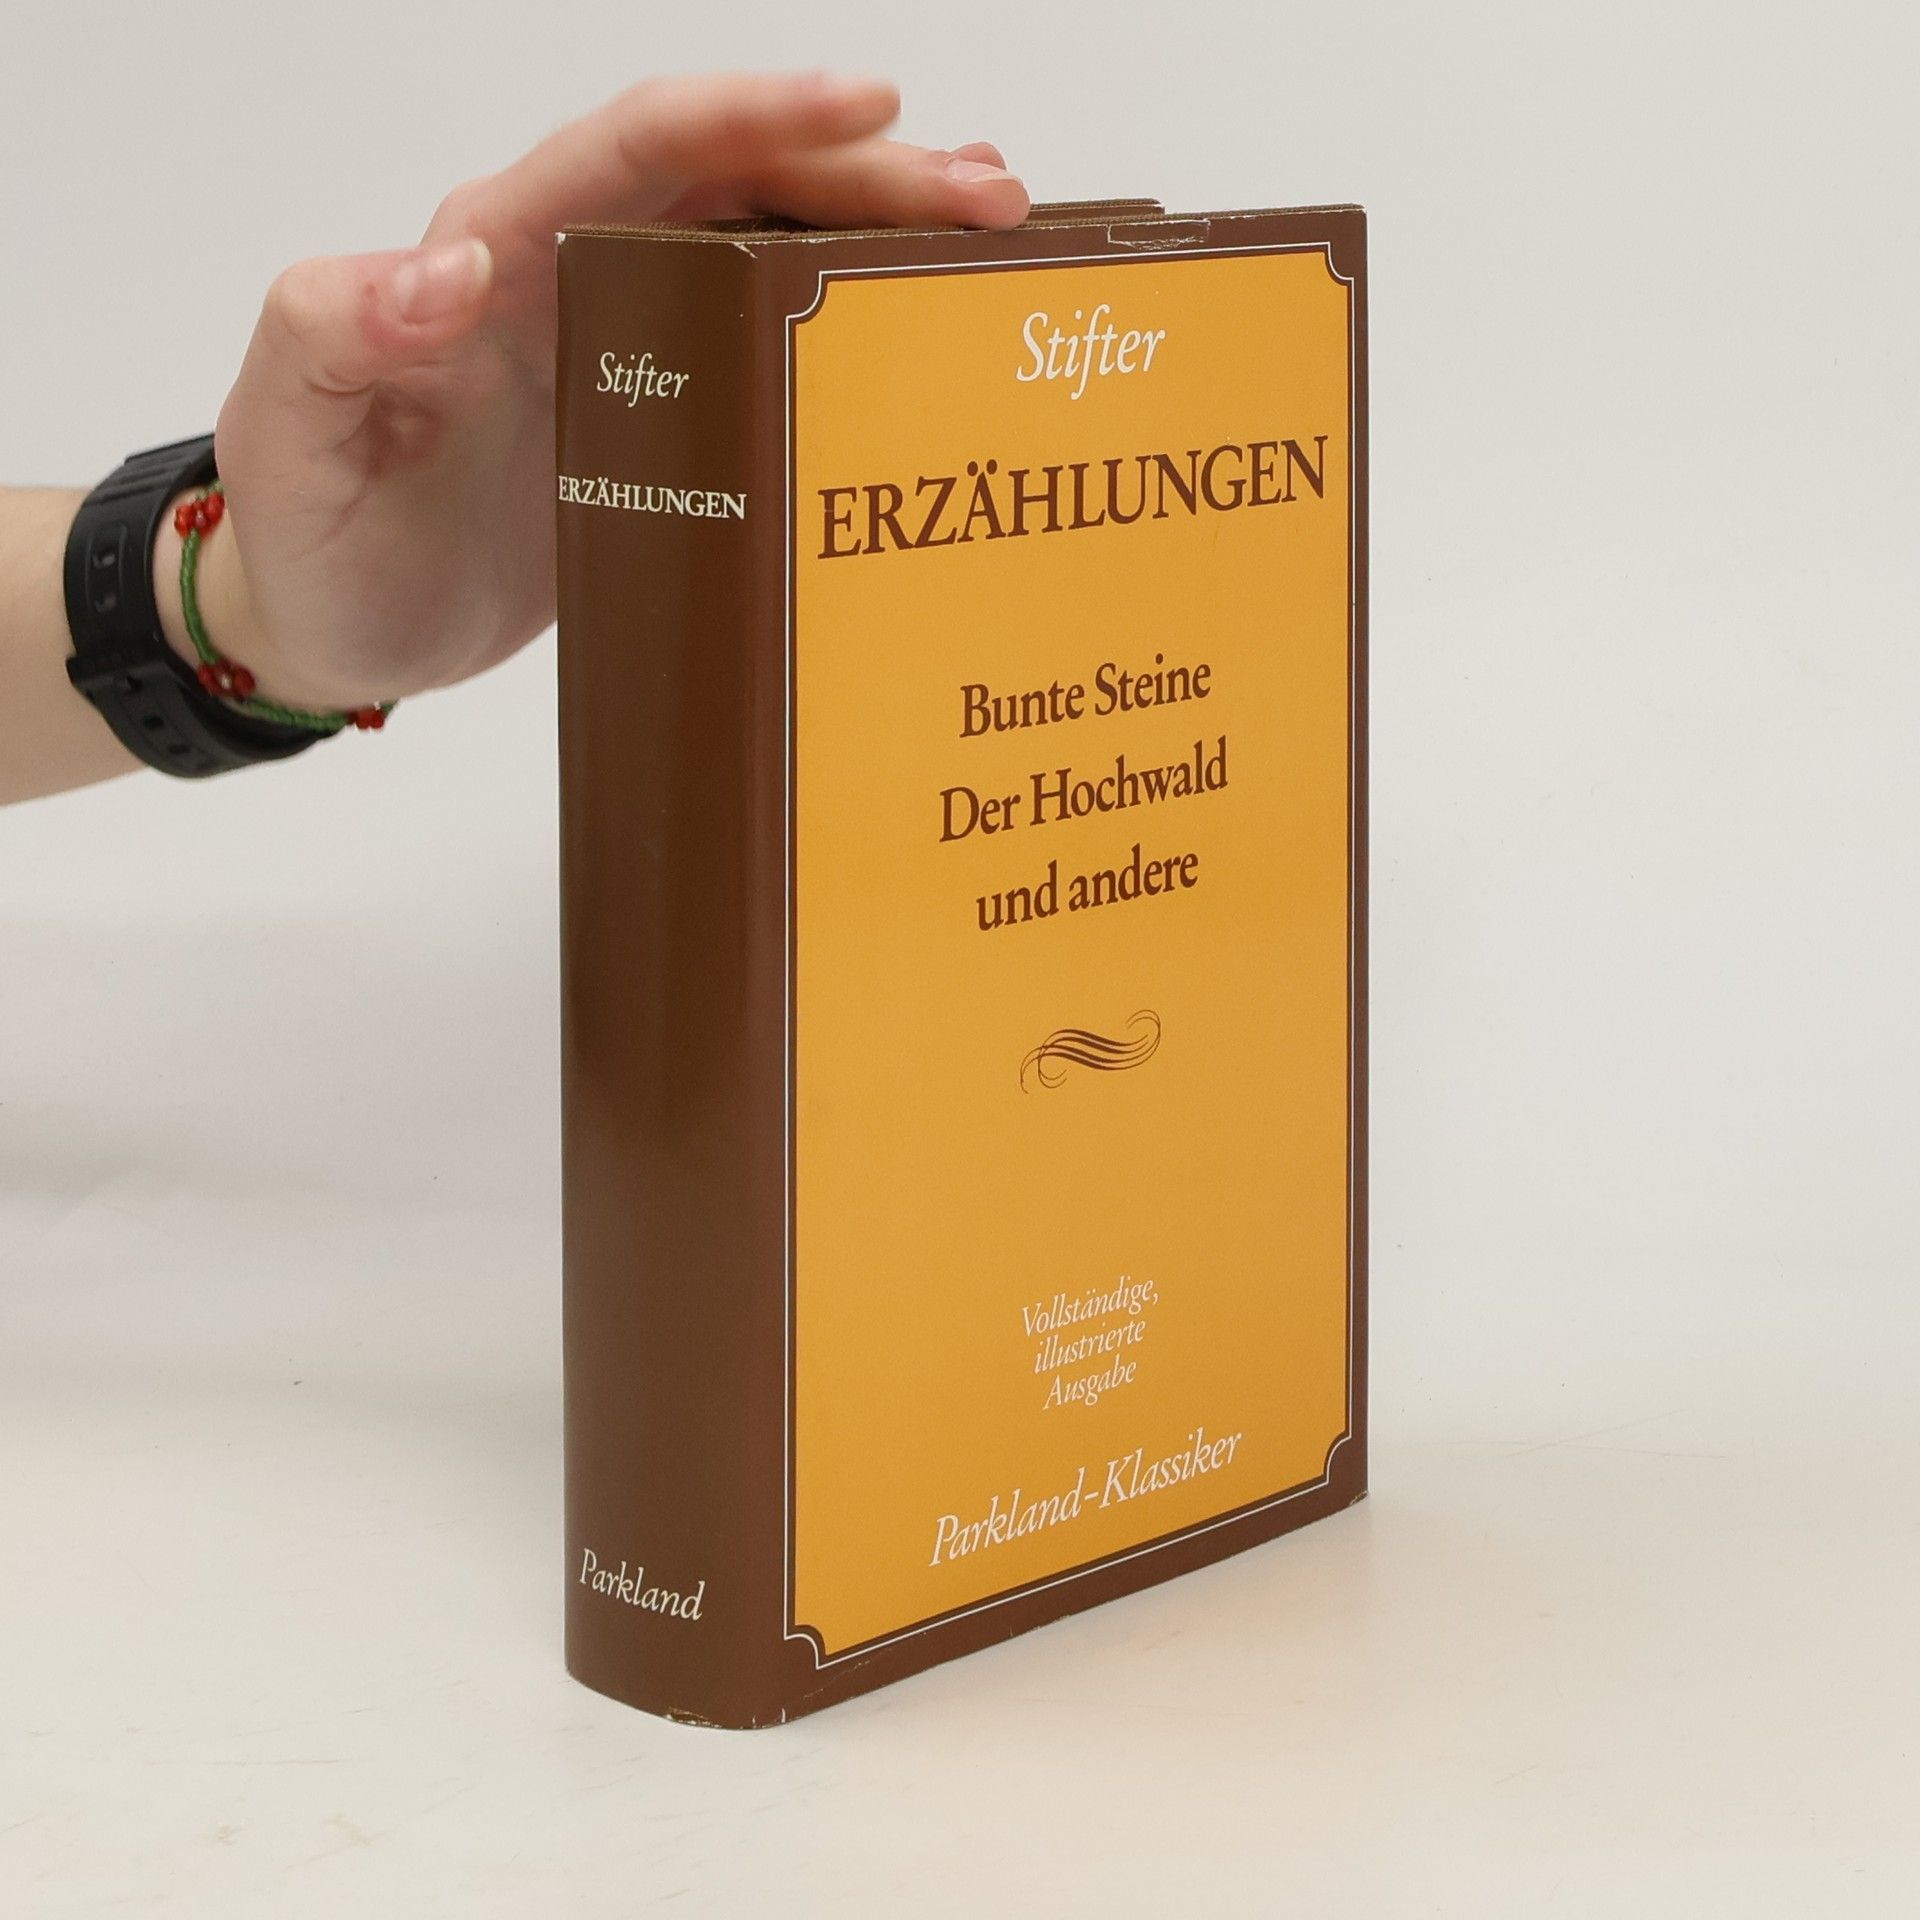 Stifter
ERZÄHLUNGEN
Parkland
Stifter
ERZÄHLUNGEN
Bunte Steine
Der Hochwald
und andere
Vollständige,
illustrierte
Ausgabe
Parkland-Klassiker